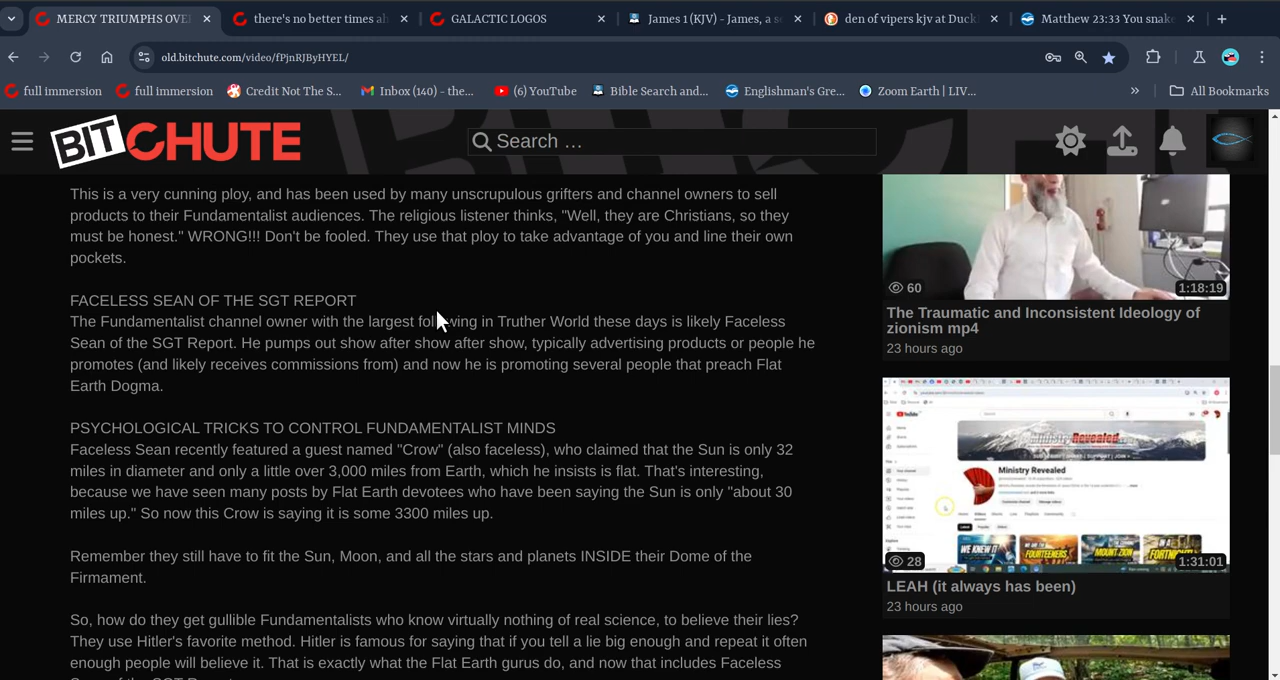 MERCY TRIUMPHS OVE
there's no better times ah
GALACTIC LOGOS
James 1 (KJV) - James, a se
den of vipers kjv at Duck
Matthew 23:33 You snake
old.bitchute.com/video/fPjnRJByHYEL/
full immersion
full immersion
Credit Not The S...
Inbox (140) - the...
(6) YouTube
Bible Search and...
Englishman's Gre...
Zoom Earth | LIV...
All Bookmarks
BITCHUTE
Search ...
This is a very cunning ploy, and has been used by many unscrupulous grifters and channel owners to sell
products to their Fundamentalist audiences. The religious listener thinks, "Well, they are Christians, so they
must be honest." WRONG!!! Don't be fooled. They use that ploy to take advantage of you and line their own
pockets.
FACELESS SEAN OF THE SGT REPORT
The Fundamentalist channel owner with the largest following in Truther World these days is likely Faceless
Sean of the SGT Report. He pumps out show after show after show, typically advertising products or people he
promotes (and likely receives commissions from) and now he is promoting several people that preach Flat
Earth Dogma.
PSYCHOLOGICAL TRICKS TO CONTROL FUNDAMENTALIST MINDS
Faceless Sean recently featured a guest named "Crow" (also faceless), who claimed that the Sun is only 32
miles in diameter and only a little over 3,000 miles from Earth, which he insists is flat. That's interesting,
because we have seen many posts by Flat Earth devotees who have been saying the Sun is only "about 30
miles up." So now this Crow is saying it is some 3300 miles up.
Remember they still have to fit the Sun, Moon, and all the stars and planets INSIDE their Dome of the
Firmament.
So, how do they get gullible Fundamentalists who know virtually nothing of real science, to believe their lies?
They use Hitler's favorite method. Hitler is famous for saying that if you tell a lie big enough and repeat it often
enough people will believe it. That is exactly what the Flat Earth gurus do, and now that includes Faceless
60
1:18:19
The Traumatic and Inconsistent Ideology of
zionism mp4
23 hours ago
Ministry Revealed
Ministry Revealed
28
1:31:01
LEAH (it always has been)
23 hours ago